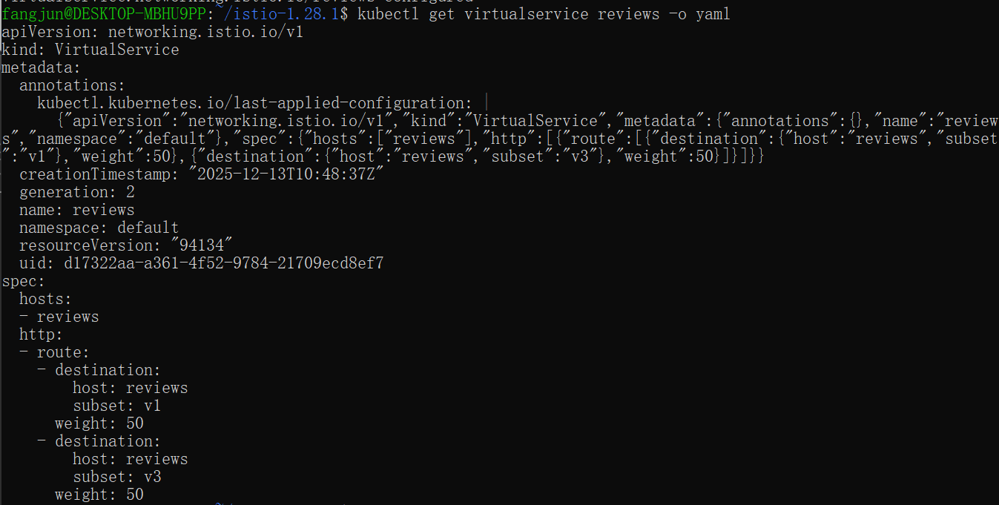 fangjun@DESKTOP-MBHU9PP:~/istio-1.28.1$ kubectl get virtualservice reviews -o yaml
apiVersion: networking.istio.io/v1
kind: VirtualService
metadata:
  annotations:
    kubectl.kubernetes.io/last-applied-configuration: |
      {"apiVersion":"networking.istio.io/v1","kind":"VirtualService","metadata":{"annotations":{},"name":"review
s","namespace":"default"},"spec":{"hosts":["reviews"],"http":[{"route":[{"destination":{"host":"reviews","subset
":"v1"},"weight":50},{"destination":{"host":"reviews","subset":"v3"},"weight":50}]}]}}
  creationTimestamp: "2025-12-13T10:48:37Z"
  generation: 2
  name: reviews
  namespace: default
  resourceVersion: "94134"
  uid: d17322aa-a361-4f52-9784-21709ecd8ef7
spec:
  hosts:
  - reviews
  http:
  - route:
    - destination:
        host: reviews
        subset: v1
      weight: 50
    - destination:
        host: reviews
        subset: v3
      weight: 50